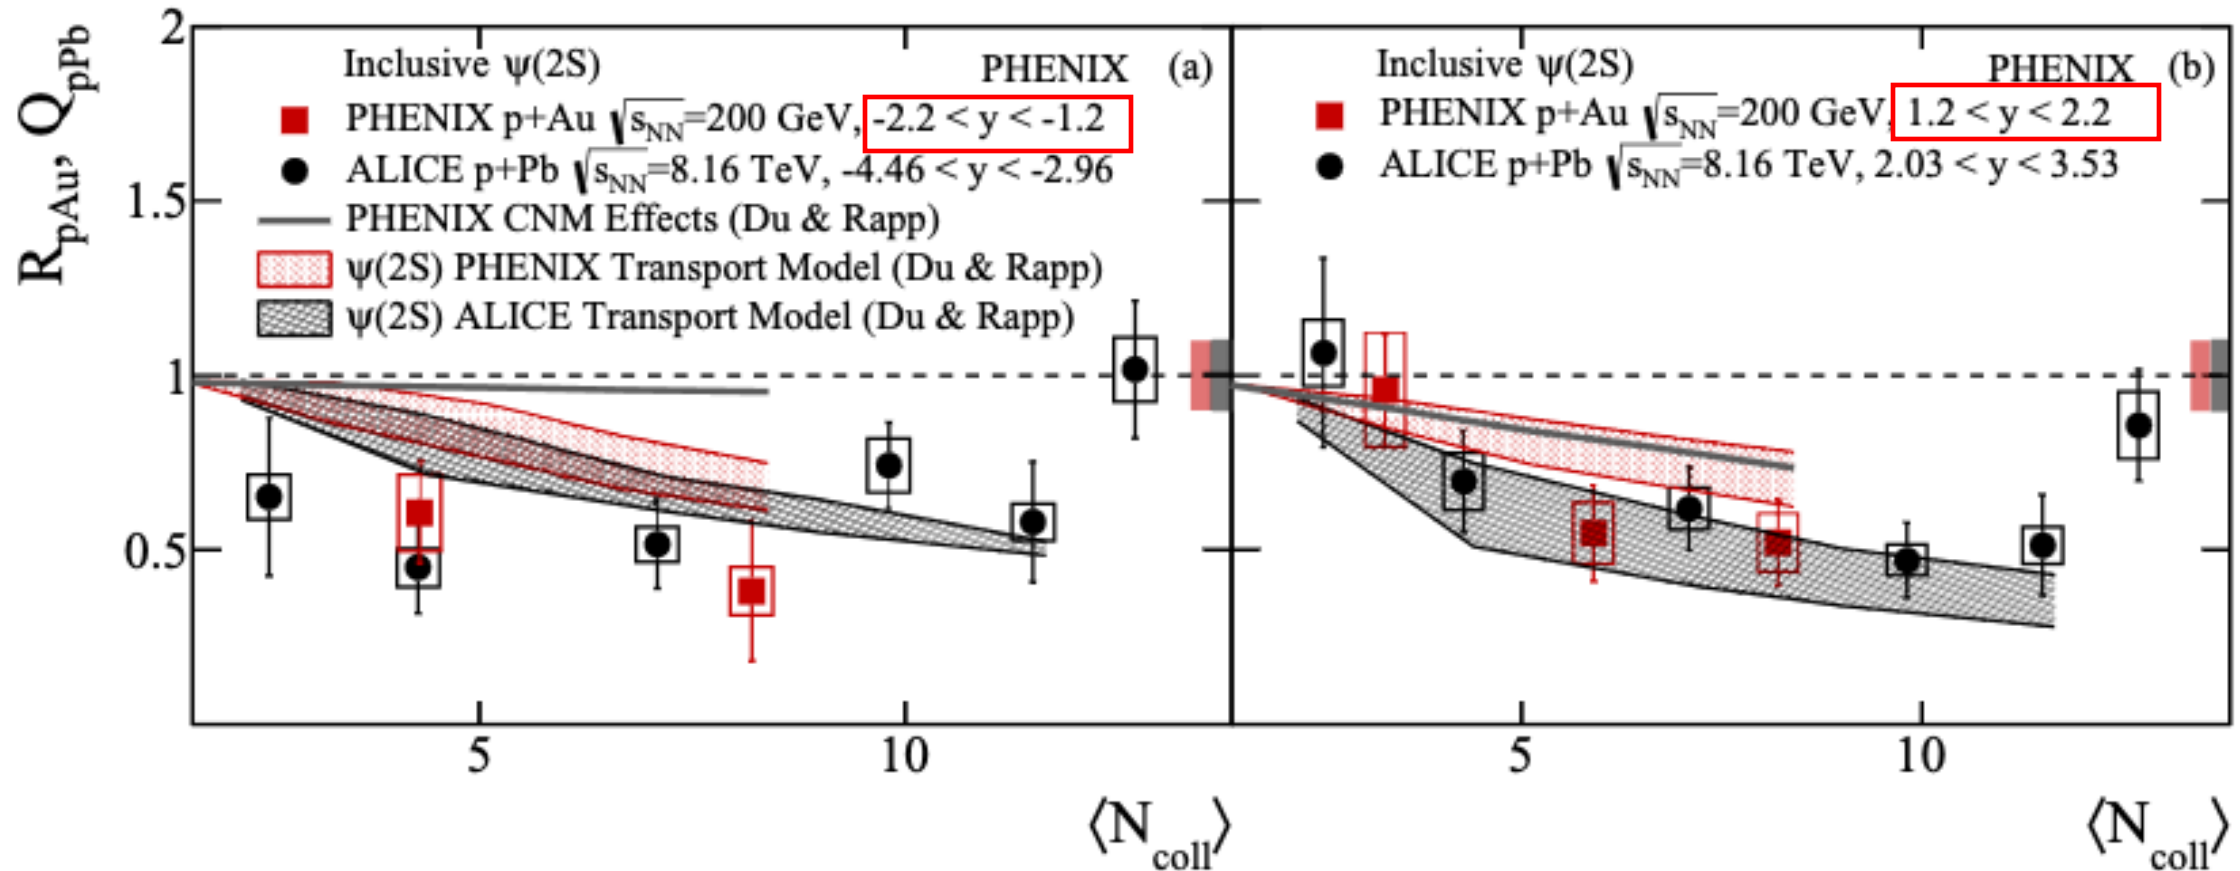 2
1.5
1
0.5
R_pAu, Q_pPb
Inclusive ψ(2S)
PHENIX (a)
PHENIX p+Au √s_NN=200 GeV, -2.2 < y < -1.2
ALICE p+Pb √s_NN=8.16 TeV, -4.46 < y < -2.96
PHENIX CNM Effects (Du & Rapp)
ψ(2S) PHENIX Transport Model (Du & Rapp)
ψ(2S) ALICE Transport Model (Du & Rapp)
5 10
⟨N_coll⟩
Inclusive ψ(2S)
PHENIX (b)
PHENIX p+Au √s_NN=200 GeV, 1.2 < y < 2.2
ALICE p+Pb √s_NN=8.16 TeV, 2.03 < y < 3.53
5 10
⟨N_coll⟩